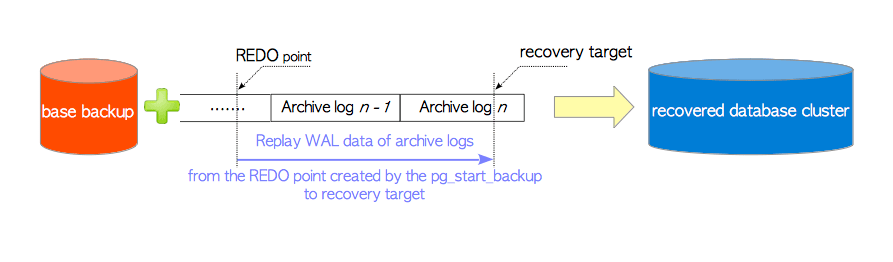 REDO point
recovery target
base backup
.......
Archive log n - 1
Archive log n
recovered database cluster
Replay WAL data of archive logs
from the REDO point created by the pg_start_backup
to recovery target